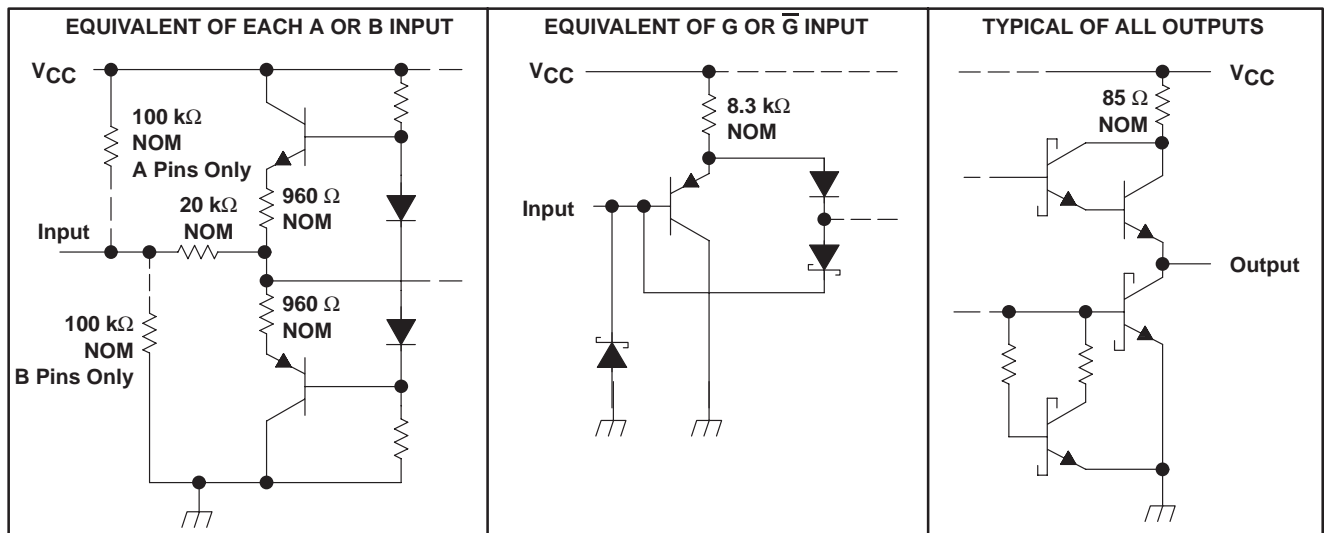 EQUIVALENT OF EACH A OR B INPUT
VCC
100 kΩ
NOM
A Pins Only
20 kΩ
NOM
960 Ω
NOM
Input
960 Ω
NOM
100 kΩ
NOM
B Pins Only
EQUIVALENT OF G OR G̅ INPUT
VCC
8.3 kΩ
NOM
Input
TYPICAL OF ALL OUTPUTS
VCC
85 Ω
NOM
Output